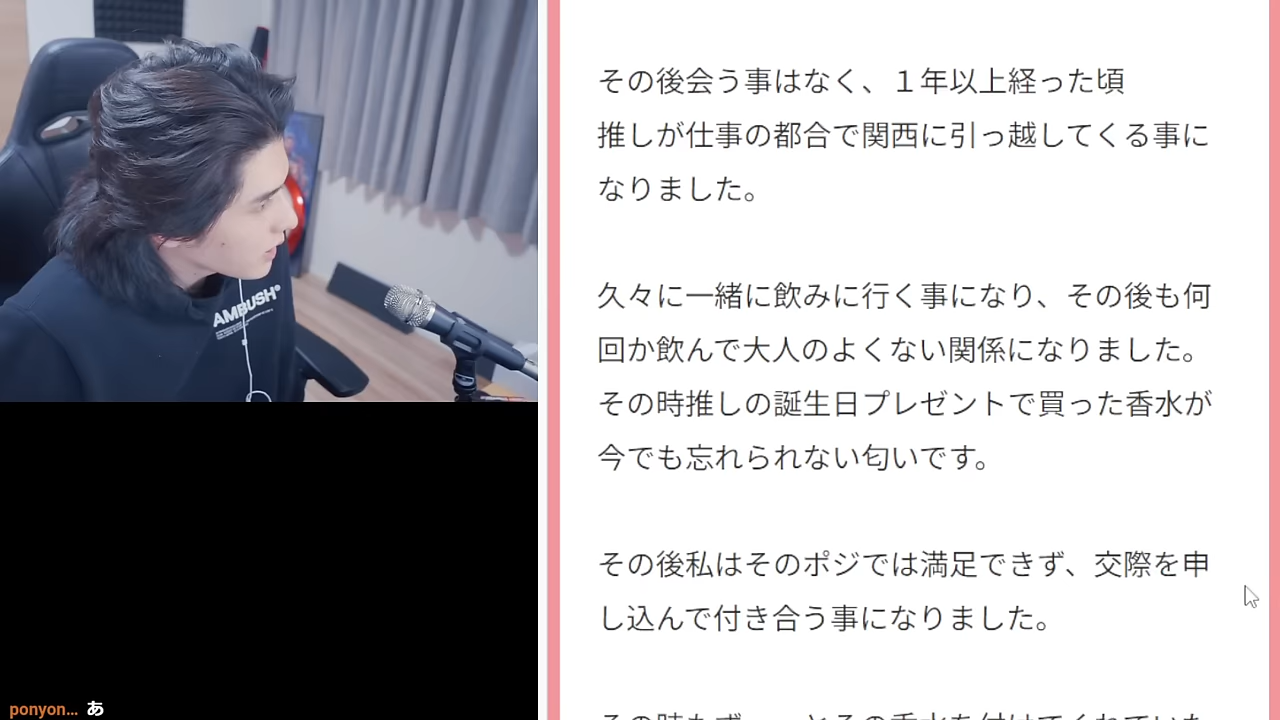 AMBUSH®
その後会う事はなく、１年以上経った頃
推しが仕事の都合で関西に引っ越してくる事に
なりました。
久々に一緒に飲みに行く事になり、その後も何
回か飲んで大人のよくない関係になりました。
その時推しの誕生日プレゼントで買った香水が
今でも忘れられない匂いです。
その後私はそのポジでは満足できず、交際を申
し込んで付き合う事になりました。
ponyon... あ